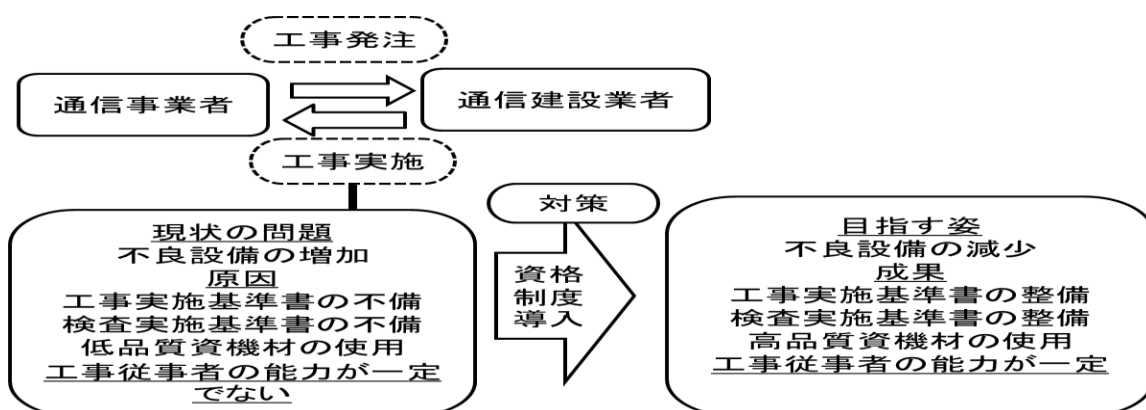 工事発注
通信事業者
通信建設業者
工事実施
現状の問題
不良設備の増加
原因
工事実施基準書の不備
検査実施基準書の不備
低品質資機材の使用
工事従事者の能力が一定
でない
対策
資格
制度
導入
目指す姿
不良設備の減少
成果
工事実施基準書の整備
検査実施基準書の整備
高品質資機材の使用
工事従事者の能力が一定